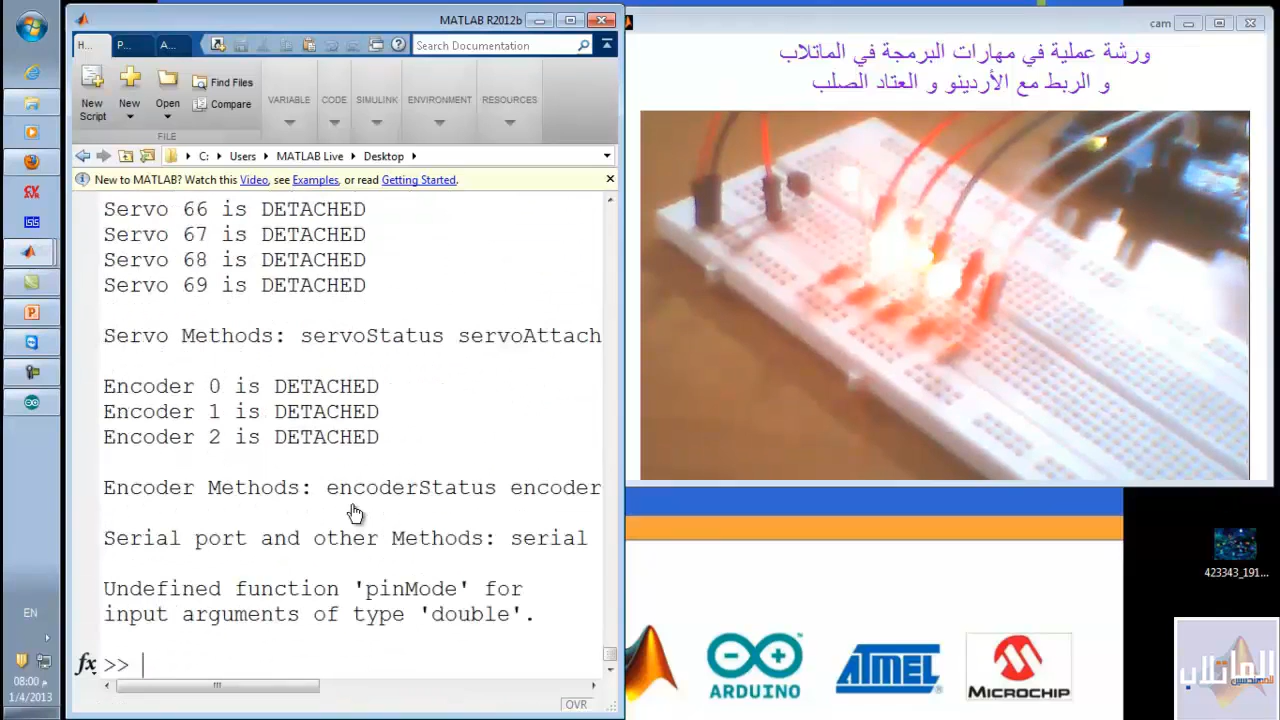 MATLAB R2012b
H...
P...
A...
Search Documentation
New Script
New
Open
Find Files
Compare
FILE
VARIABLE
CODE
SIMULINK
ENVIRONMENT
RESOURCES
C: Users MATLAB Live Desktop
New to MATLAB? Watch this Video, see Examples, or read Getting Started.
Servo 66 is DETACHED
Servo 67 is DETACHED
Servo 68 is DETACHED
Servo 69 is DETACHED
Servo Methods: servoStatus servoAttach
Encoder 0 is DETACHED
Encoder 1 is DETACHED
Encoder 2 is DETACHED
Encoder Methods: encoderStatus encoder
Serial port and other Methods: serial
Undefined function 'pinMode' for
input arguments of type 'double'.
fx >>
OVR
cam
ورشة عملية في مهارات البرمجة في الماتلاب
و الربط مع الأردينو و العتاد الصلب
ARDUINO
ATMEL
MICROCHIP
423343_191...
الماتلاب
للمهندسين
ISIS
EN
08:00 م
1/4/2013